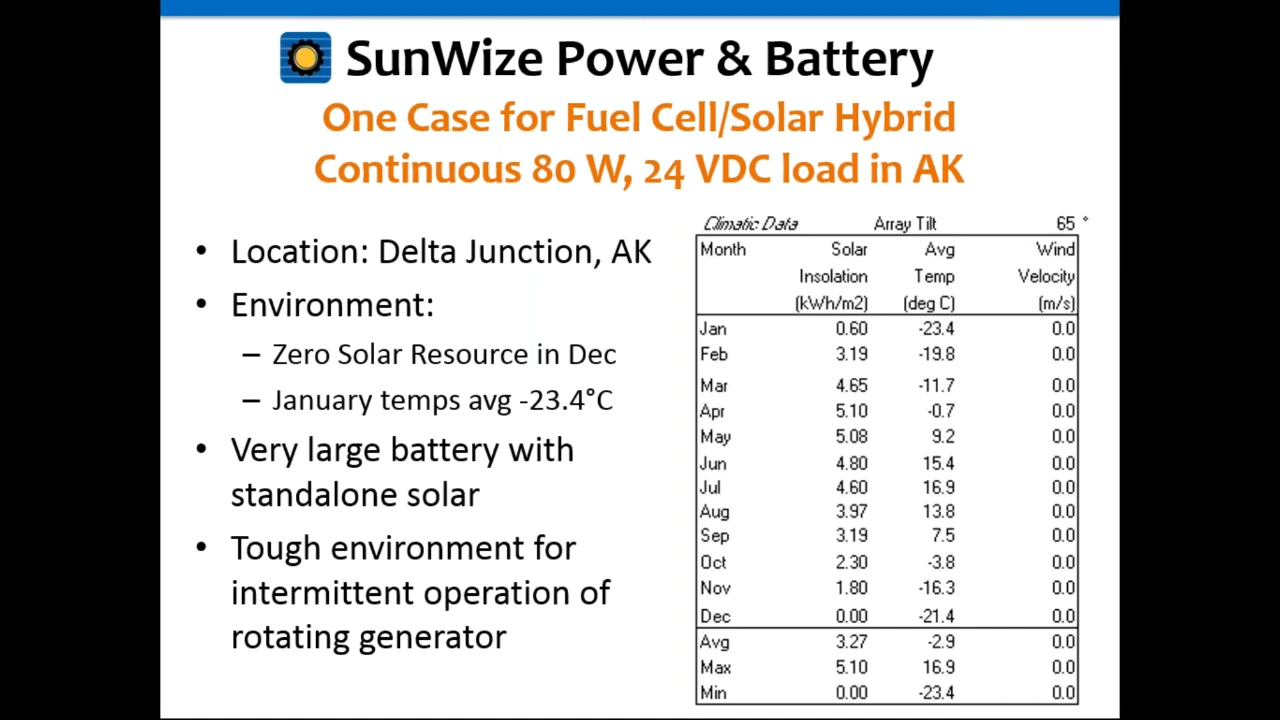 SunWize Power & Battery
One Case for Fuel Cell/Solar Hybrid
Continuous 80 W, 24 VDC load in AK
• Location: Delta Junction, AK
• Environment:
– Zero Solar Resource in Dec
– January temps avg -23.4°C
• Very large battery with
standalone solar
• Tough environment for
intermittent operation of
rotating generator
Climatic Data Array Tilt 65 °
Month Solar Avg Wind
Insolation Temp Velocity
(kWh/m2) (deg C) (m/s)
Jan 0.60 -23.4 0.0
Feb 3.19 -19.8 0.0
Mar 4.65 -11.7 0.0
Apr 5.10 -0.7 0.0
May 5.08 9.2 0.0
Jun 4.80 15.4 0.0
Jul 4.60 16.9 0.0
Aug 3.97 13.8 0.0
Sep 3.19 7.5 0.0
Oct 2.30 -3.8 0.0
Nov 1.80 -16.3 0.0
Dec 0.00 -21.4 0.0
Avg 3.27 -2.9 0.0
Max 5.10 16.9 0.0
Min 0.00 -23.4 0.0